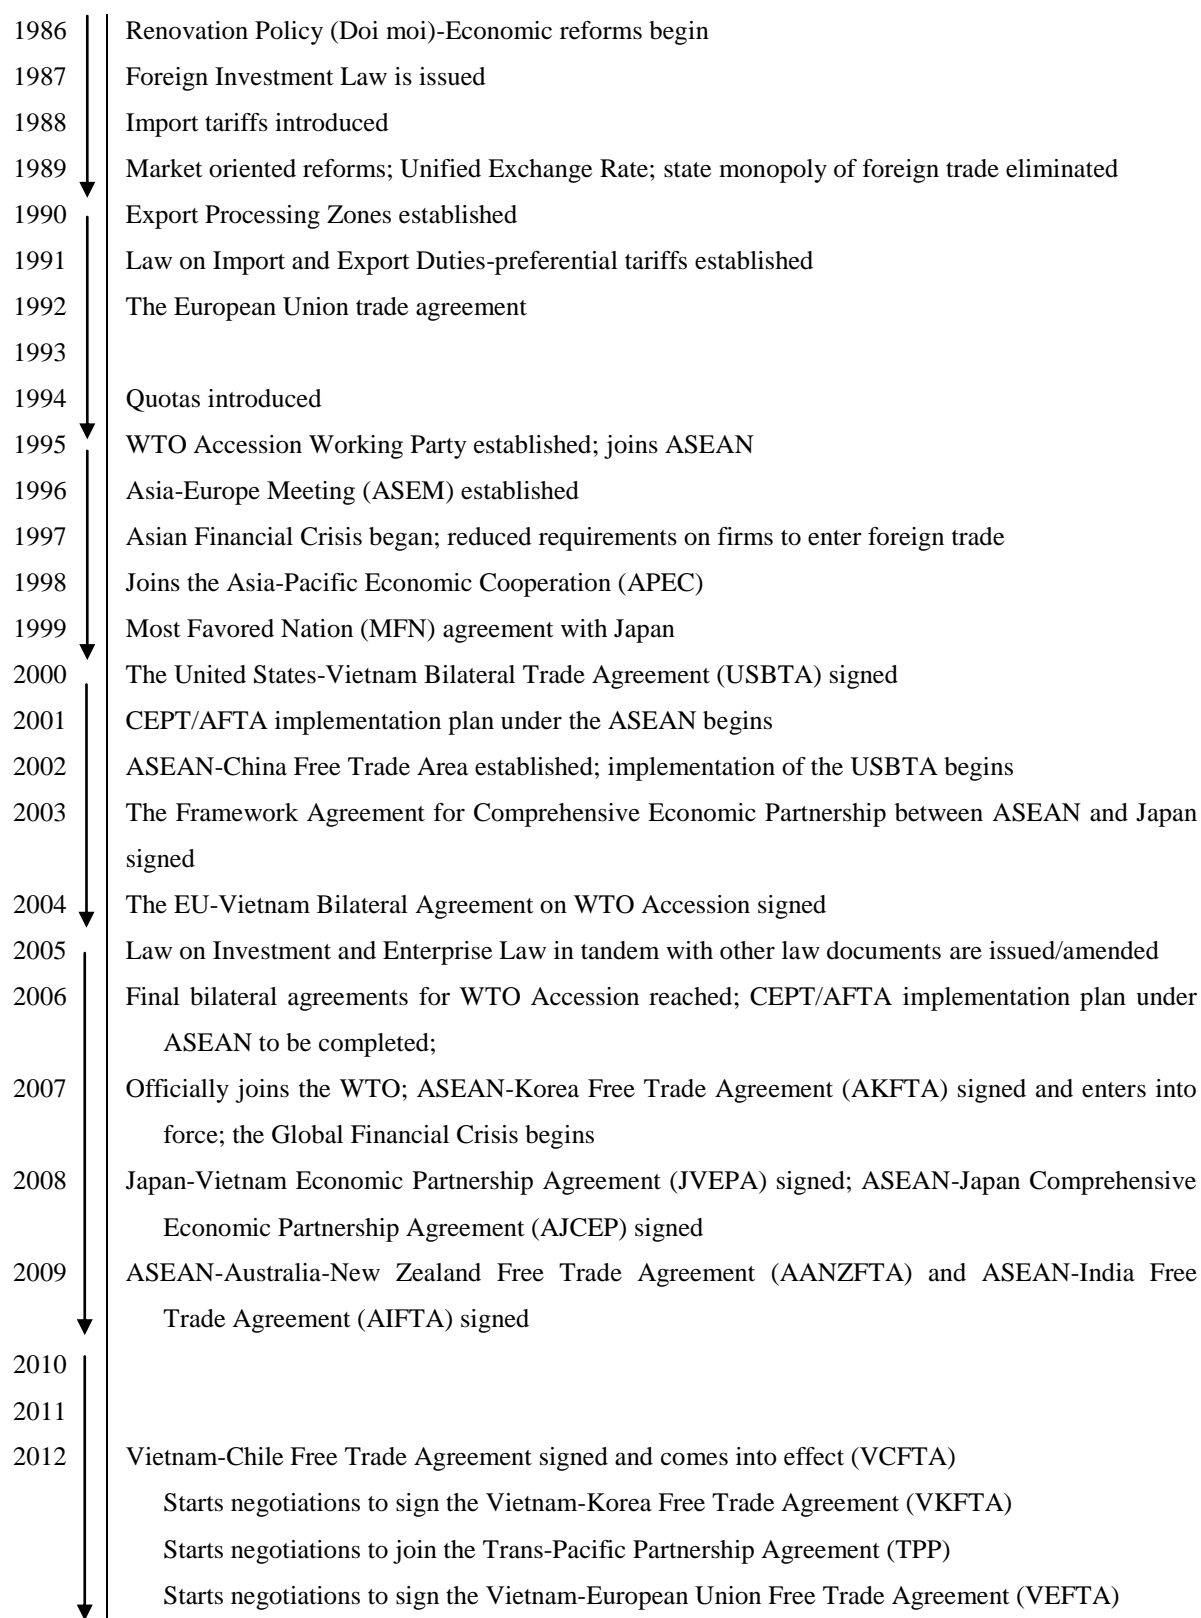 1986 Renovation Policy (Doi moi)-Economic reforms begin
1987 Foreign Investment Law is issued
1988 Import tariffs introduced
1989 Market oriented reforms; Unified Exchange Rate; state monopoly of foreign trade eliminated
1990 Export Processing Zones established
1991 Law on Import and Export Duties-preferential tariffs established
1992 The European Union trade agreement
1993
1994 Quotas introduced
1995 WTO Accession Working Party established; joins ASEAN
1996 Asia-Europe Meeting (ASEM) established
1997 Asian Financial Crisis began; reduced requirements on firms to enter foreign trade
1998 Joins the Asia-Pacific Economic Cooperation (APEC)
1999 Most Favored Nation (MFN) agreement with Japan
2000 The United States-Vietnam Bilateral Trade Agreement (USBTA) signed
2001 CEPT/AFTA implementation plan under the ASEAN begins
2002 ASEAN-China Free Trade Area established; implementation of the USBTA begins
2003 The Framework Agreement for Comprehensive Economic Partnership between ASEAN and Japan
signed
2004 The EU-Vietnam Bilateral Agreement on WTO Accession signed
2005 Law on Investment and Enterprise Law in tandem with other law documents are issued/amended
2006 Final bilateral agreements for WTO Accession reached; CEPT/AFTA implementation plan under
ASEAN to be completed;
2007 Officially joins the WTO; ASEAN-Korea Free Trade Agreement (AKFTA) signed and enters into
force; the Global Financial Crisis begins
2008 Japan-Vietnam Economic Partnership Agreement (JVEPA) signed; ASEAN-Japan Comprehensive
Economic Partnership Agreement (AJCEP) signed
2009 ASEAN-Australia-New Zealand Free Trade Agreement (AANZFTA) and ASEAN-India Free
Trade Agreement (AIFTA) signed
2010
2011
2012 Vietnam-Chile Free Trade Agreement signed and comes into effect (VCFTA)
Starts negotiations to sign the Vietnam-Korea Free Trade Agreement (VKFTA)
Starts negotiations to join the Trans-Pacific Partnership Agreement (TPP)
Starts negotiations to sign the Vietnam-European Union Free Trade Agreement (VEFTA)